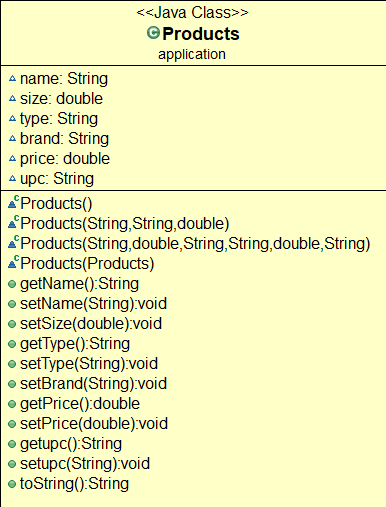 <<Java Class>>
Products
application
name: String
size: double
type: String
brand: String
price: double
upc: String
Products()
Products(String,String,double)
Products(String,double,String,String,double,String)
Products(Products)
getName():String
setName(String):void
setSize(double):void
getType():String
setType(String):void
setBrand(String):void
getPrice():double
setPrice(double):void
getupc():String
setupc(String):void
toString():String